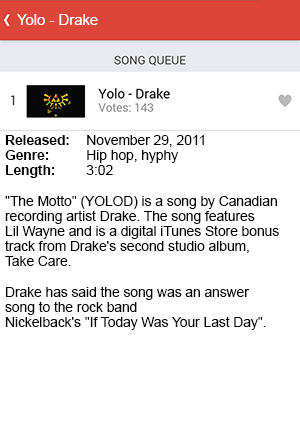 Yolo - Drake
SONG QUEUE
1 Yolo - Drake
Votes: 143
Released: November 29, 2011
Genre: Hip hop, hyphy
Length: 3:02
"The Motto" (YOLOD) is a song by Canadian
recording artist Drake. The song features
Lil Wayne and is a digital iTunes Store bonus
track from Drake's second studio album,
Take Care.
Drake has said the song was an answer
song to the rock band
Nickelback's "If Today Was Your Last Day".